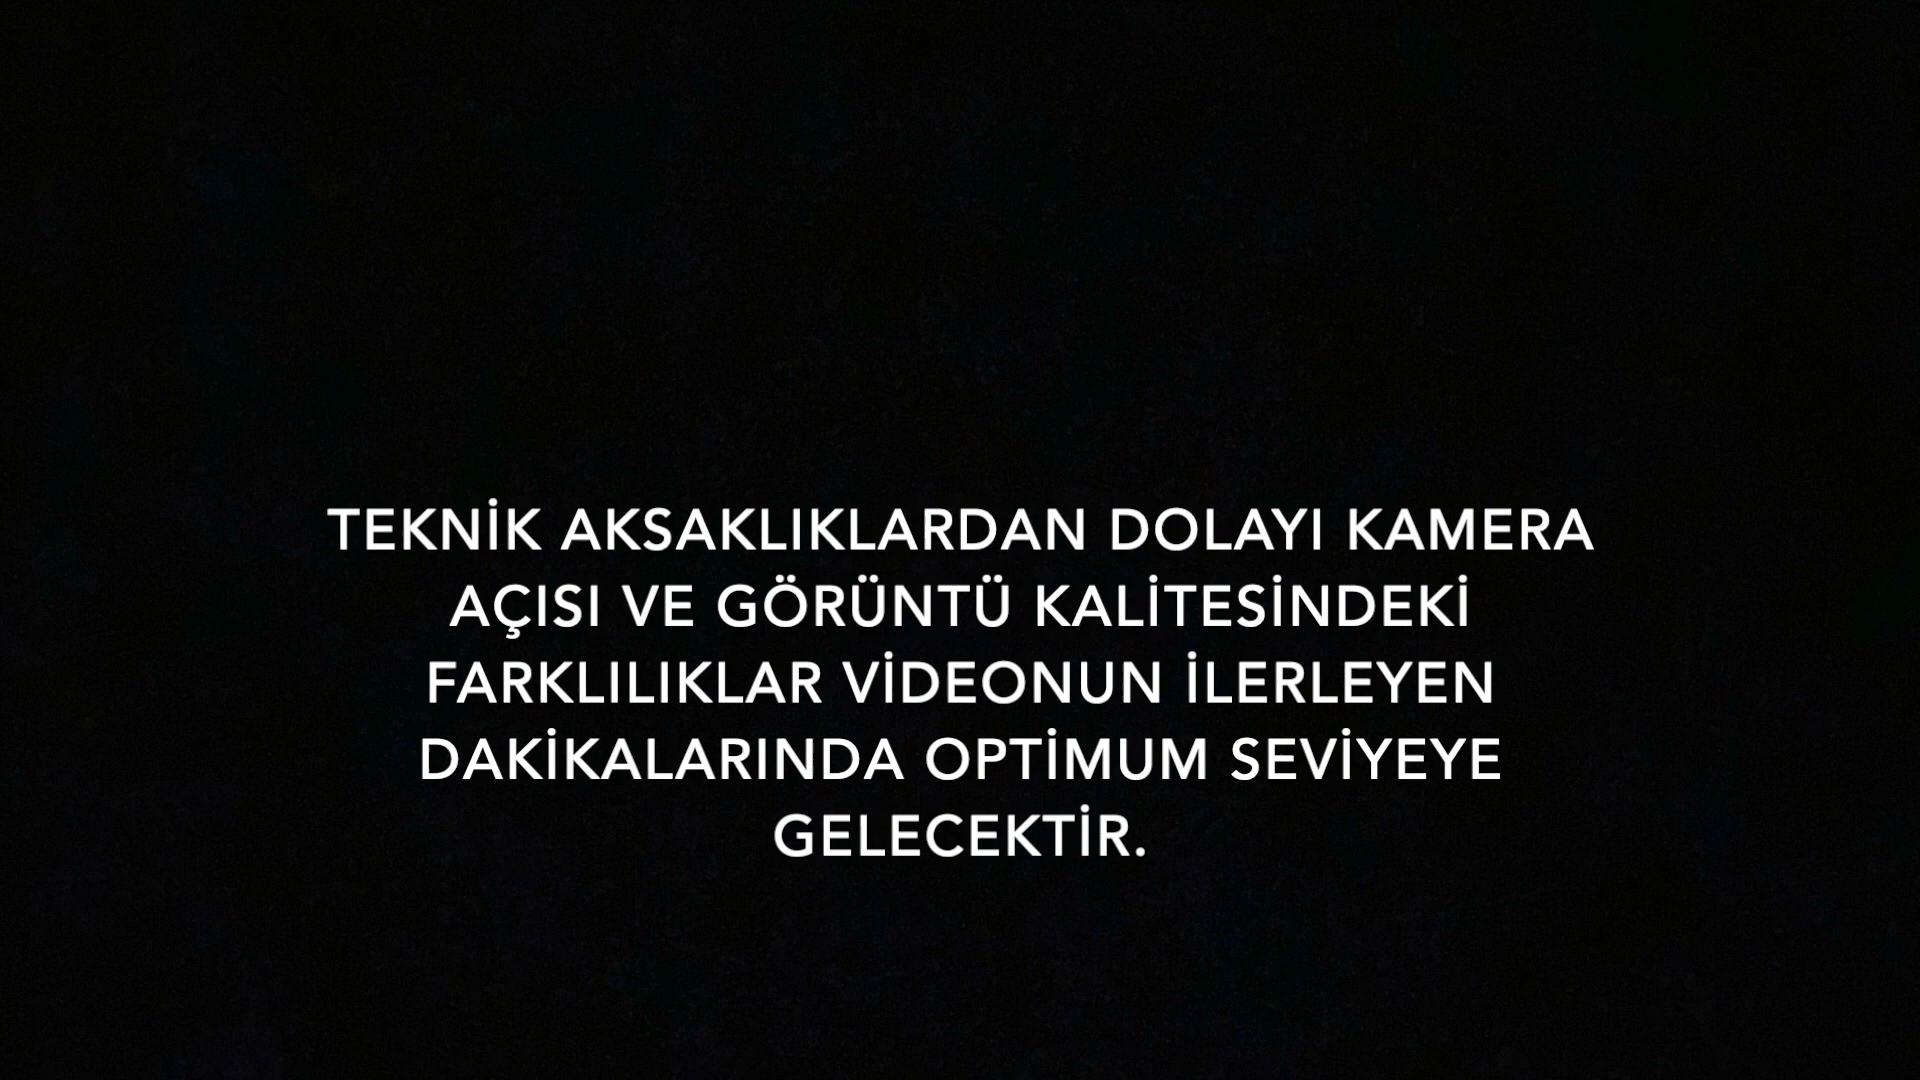 TEKNİK AKSAKLIKLARDAN DOLAYI KAMERA
AÇISI VE GÖRÜNTÜ KALİTESİNDEKİ
FARKLILIKLAR VİDEONUN İLERLEYEN
DAKİKALARINDA OPTİMUM SEVİYEYE
GELECEKTİR.